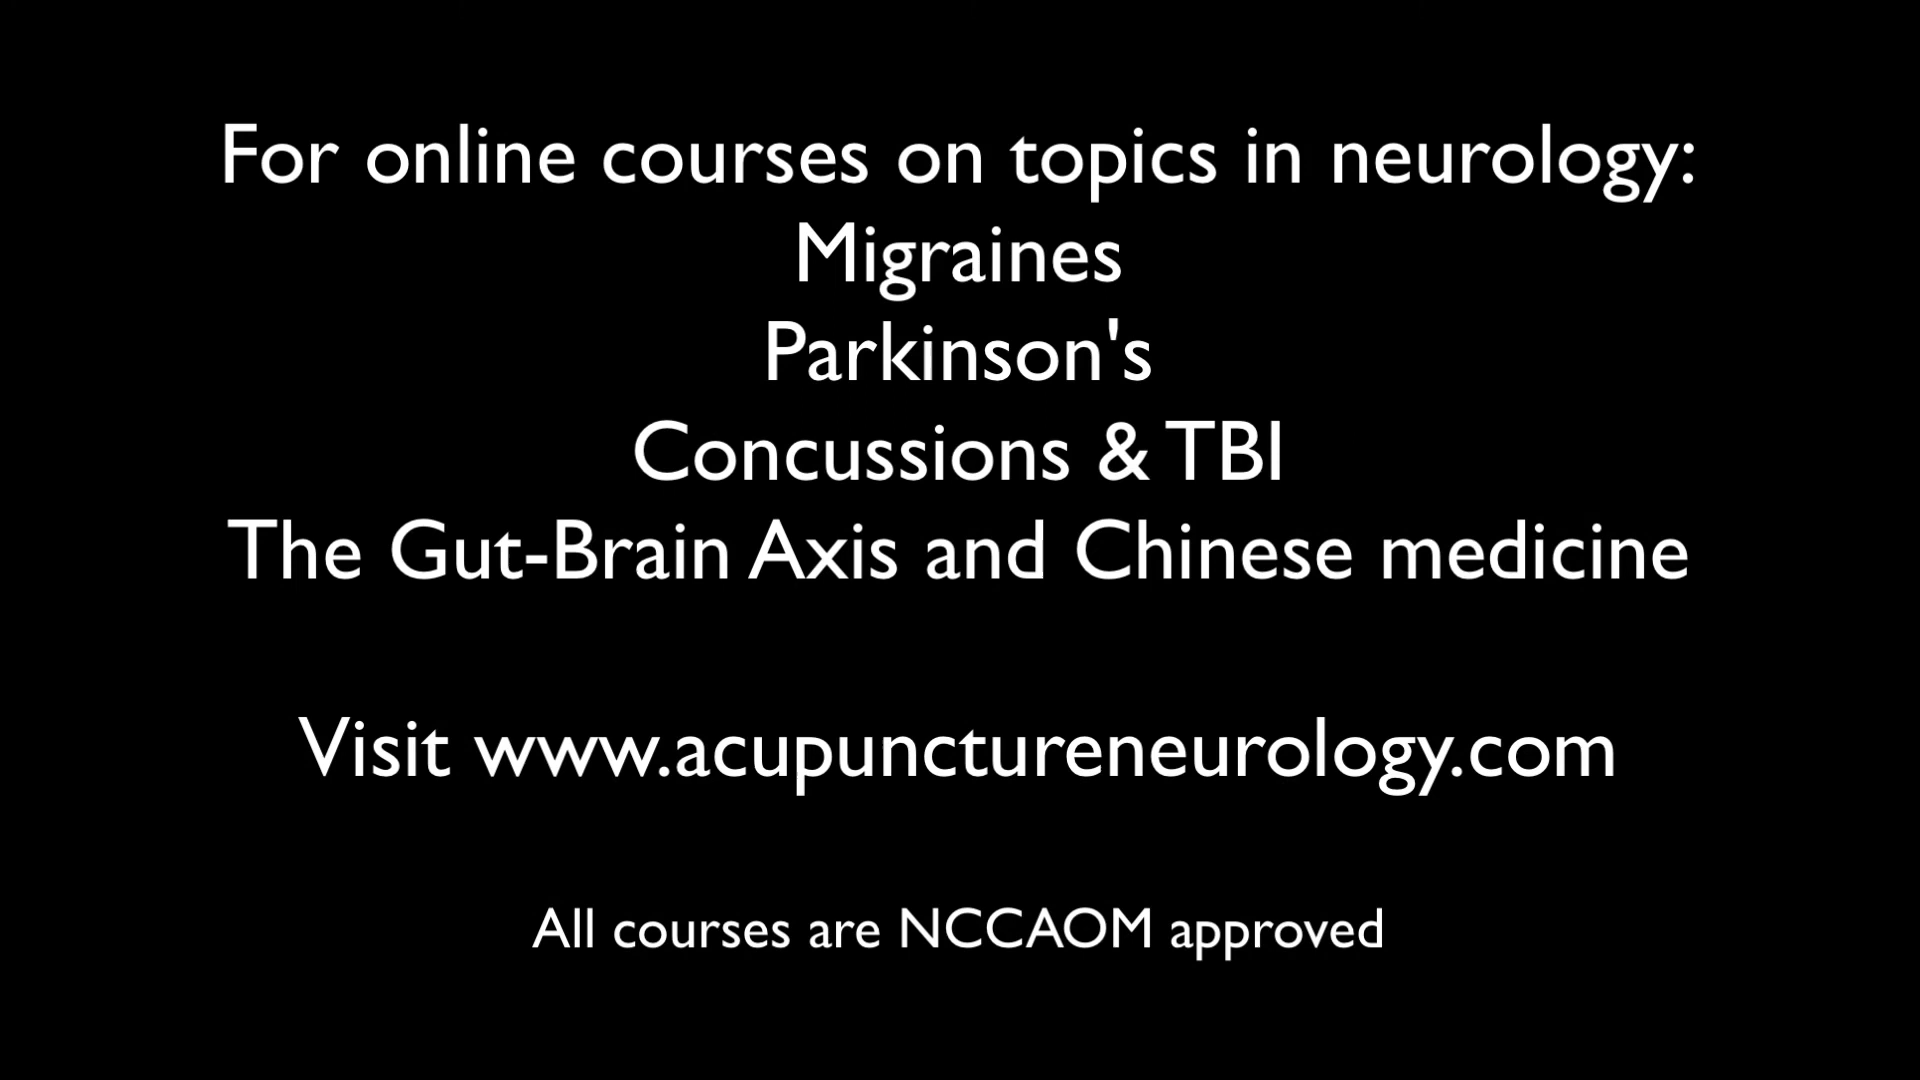 For online courses on topics in neurology:
Migraines
Parkinson's
Concussions & TBI
The Gut-Brain Axis and Chinese medicine
Visit www.acupunctureneurology.com
All courses are NCCAOM approved